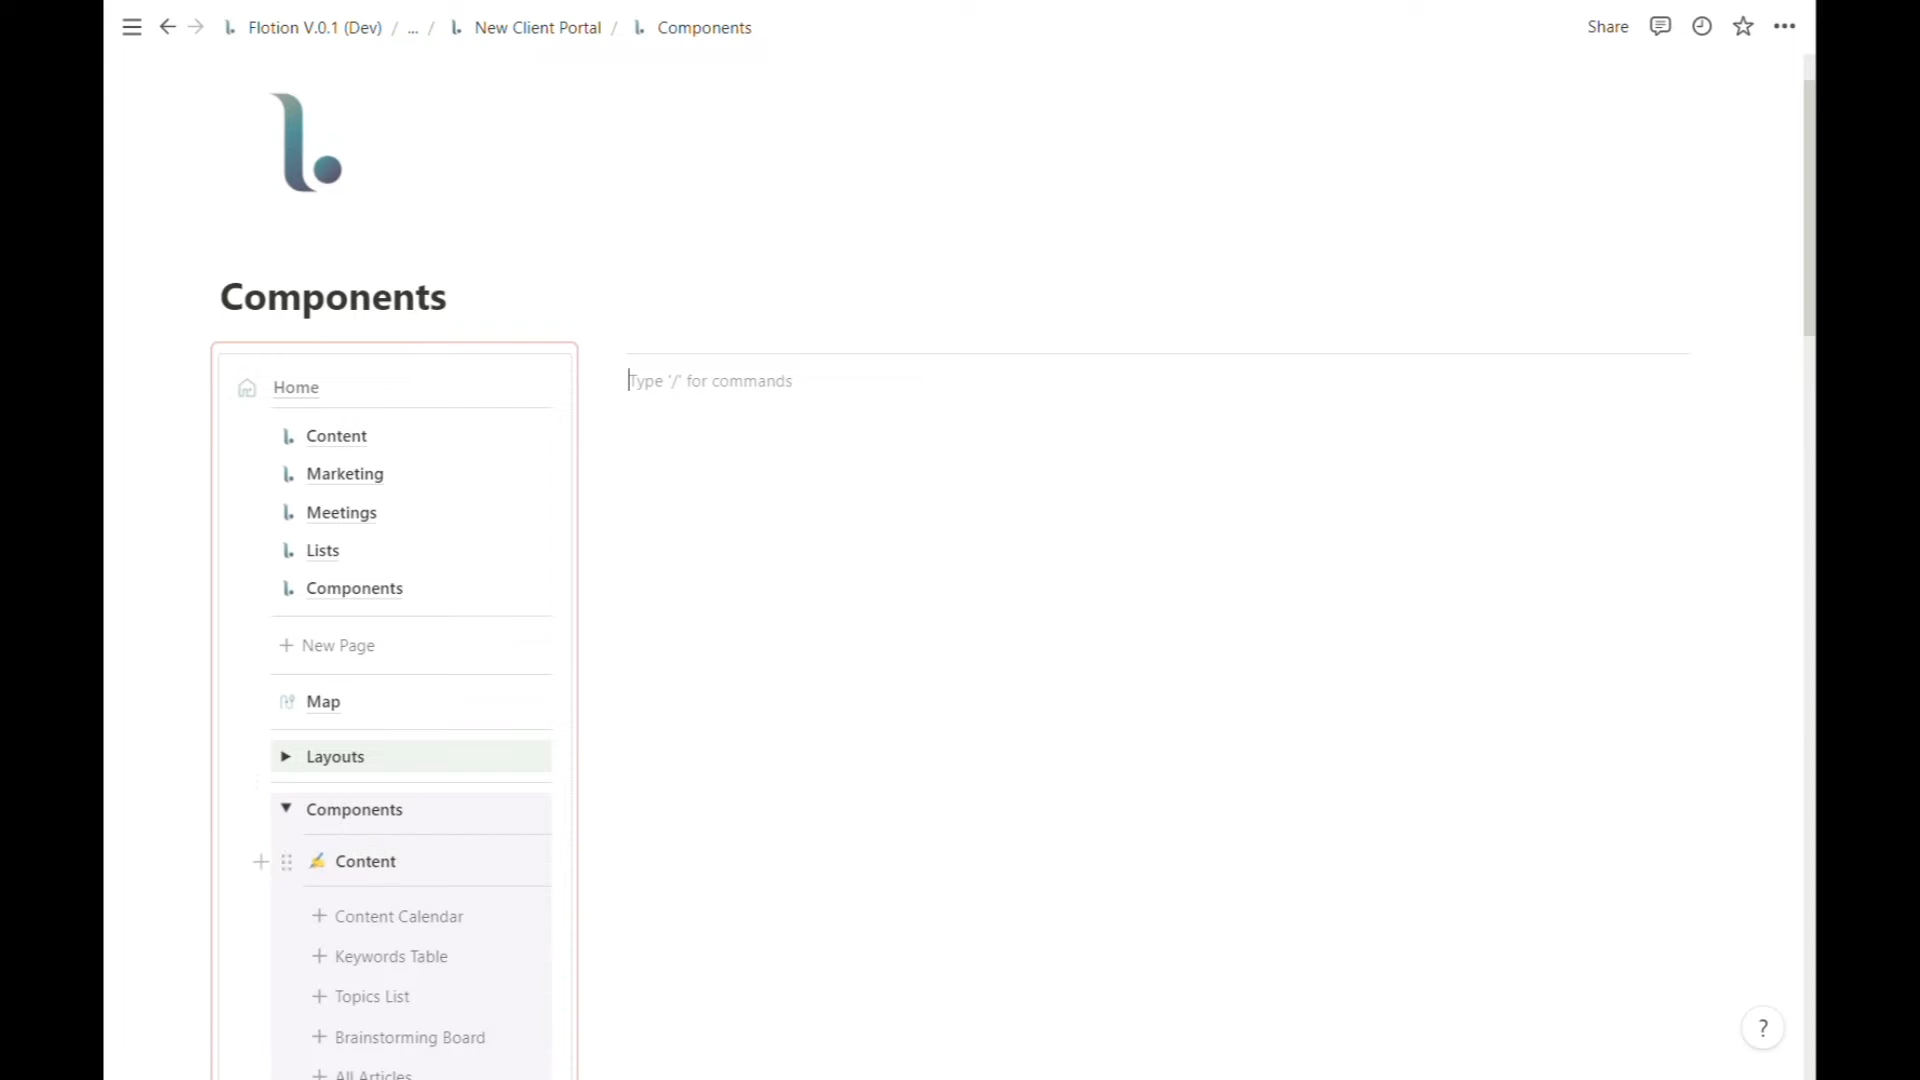 Flotion V.0.1 (Dev) / ... / New Client Portal / Components
Share
Components
Home
Content
Marketing
Meetings
Lists
Components
+ New Page
Map
Layouts
Components
Content
+ Content Calendar
+ Keywords Table
+ Topics List
+ Brainstorming Board
+ All Articles
Type '/' for commands
?